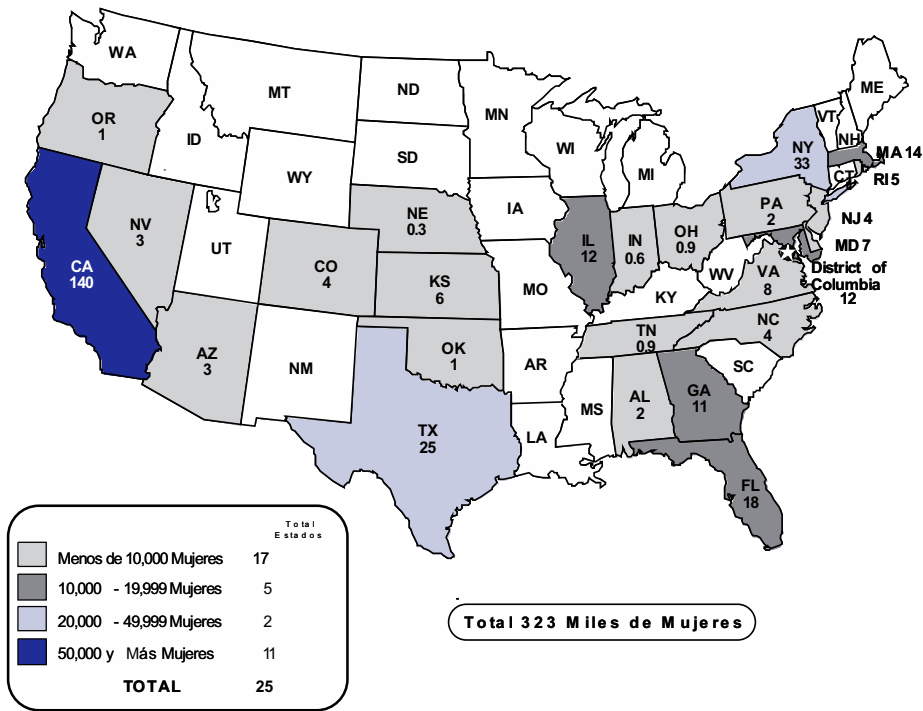 WA
OR
1
CA
140
NV
3
ID
MT
WY
UT
AZ
3
CO
4
NM
ND
SD
NE
0.3
KS
6
OK
1
TX
25
MN
IA
MO
AR
LA
WI
IL
12
MI
IN
0.6
OH
0.9
KY
TN
0.9
MS
AL
2
GA
11
FL
18
SC
NC
4
VA
8
WV
PA
2
NY
33
VT
NH
ME
MA 14
CT
RI 5
NJ 4
MD 7
District of
Columbia
12
Total
Estados
Menos de 10,000 Mujeres 17
10,000 - 19,999 Mujeres 5
20,000 - 49,999 Mujeres 2
50,000 y Más Mujeres 11
TOTAL 25
Total 323 Miles de Mujeres